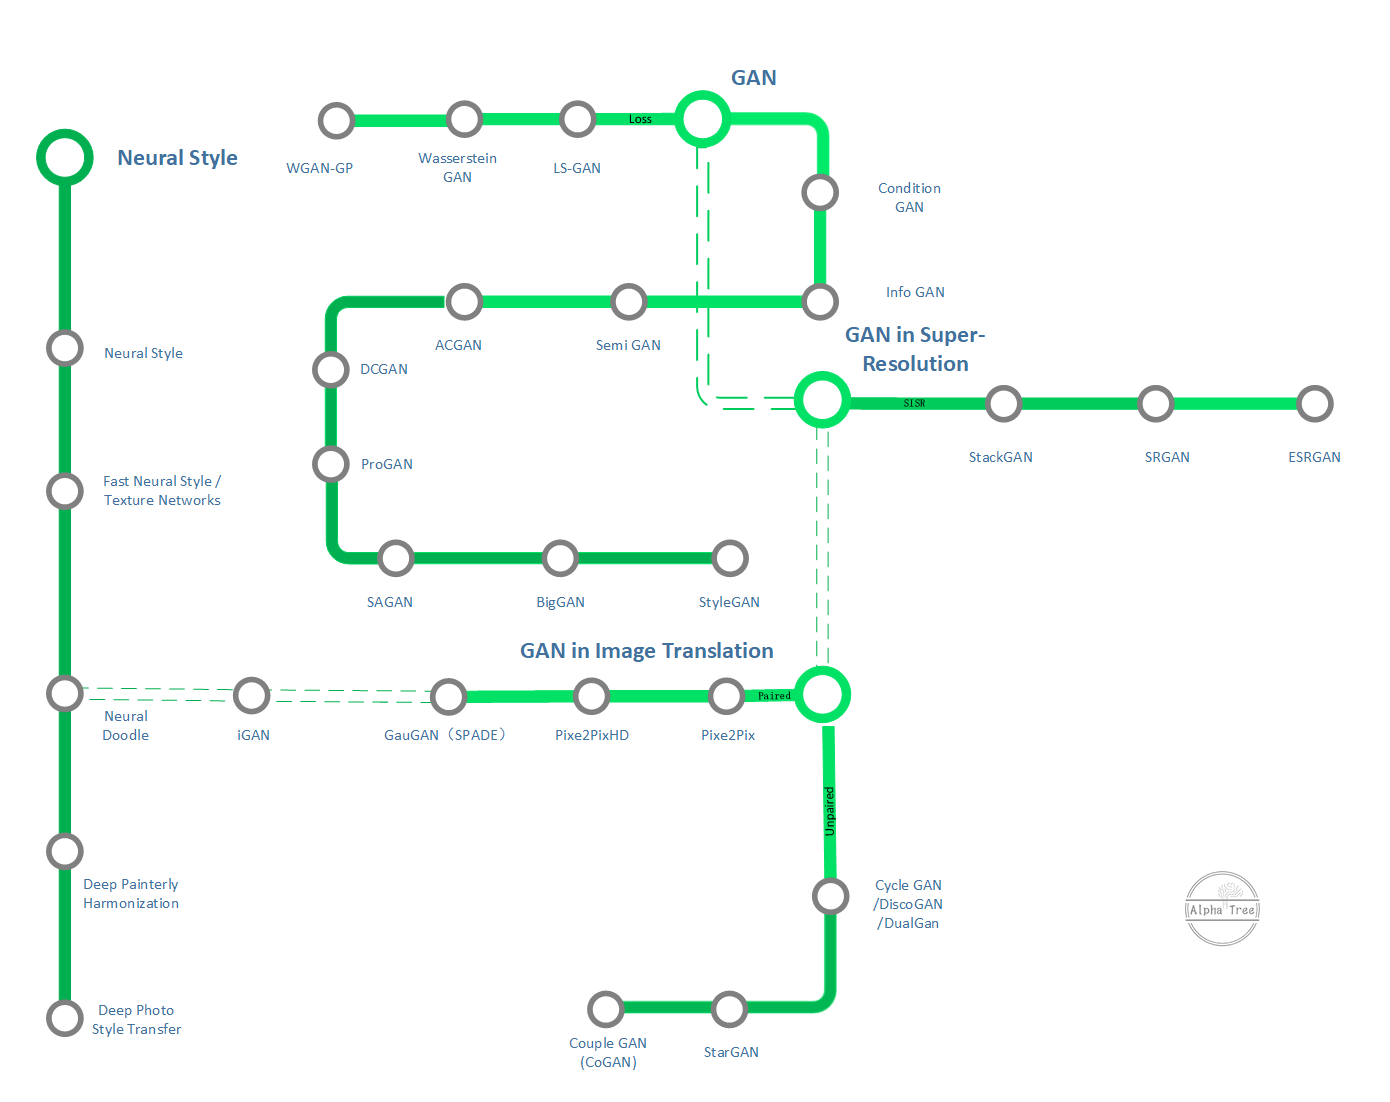 GAN
Neural Style
Loss
WGAN-GP
Wasserstein
GAN
LS-GAN
Condition
GAN
Info GAN
ACGAN
Semi GAN
GAN in Super-
Resolution
Neural Style
DCGAN
SISR
StackGAN
SRGAN
ESRGAN
ProGAN
Fast Neural Style /
Texture Networks
SAGAN
BigGAN
StyleGAN
GAN in Image Translation
Paired
Neural
Doodle
iGAN
GauGAN（SPADE）
Pixe2PixHD
Pixe2Pix
Unpaired
Deep Painterly
Harmonization
Cycle GAN
/DiscoGAN
/DualGan
Alpha Tree
Deep Photo
Style Transfer
Couple GAN
(CoGAN)
StarGAN